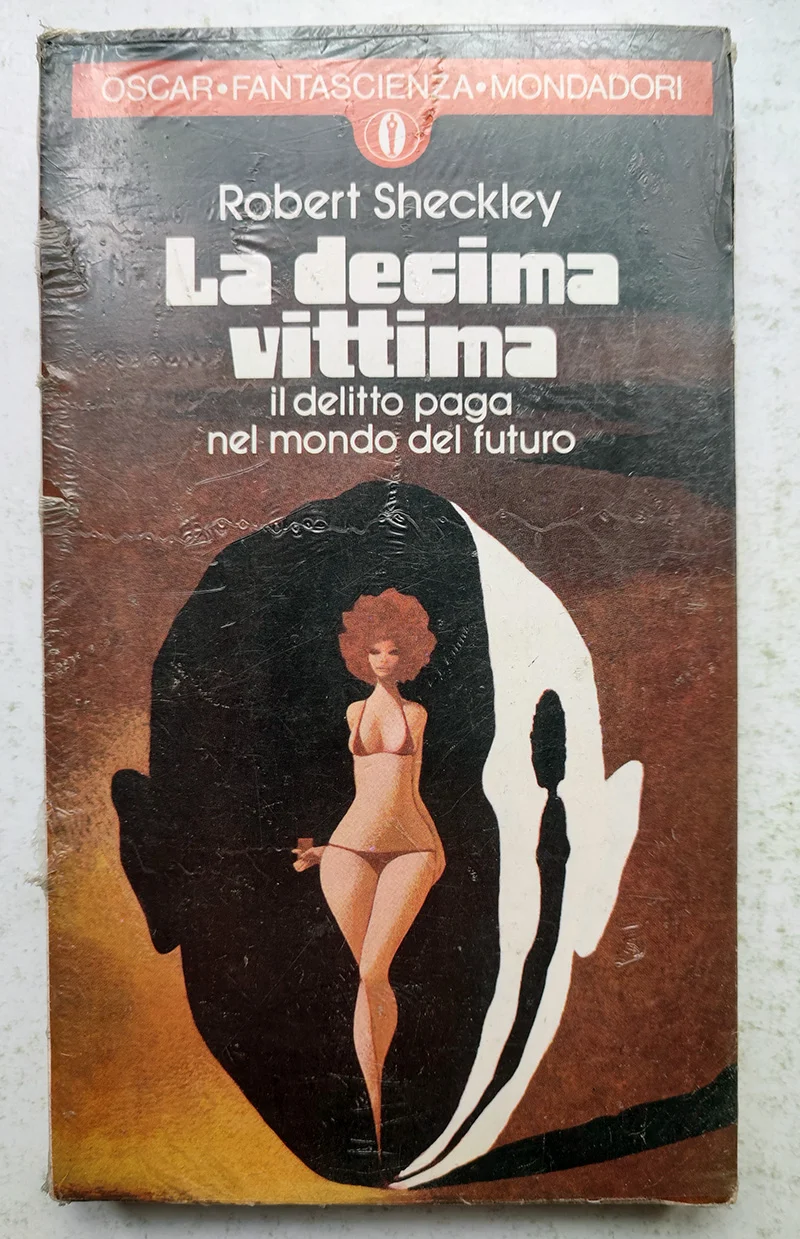 OSCAR•FANTASCIENZA•MONDADORI
Robert Sheckley
La decima
vittima
il delitto paga
nel mondo del futuro